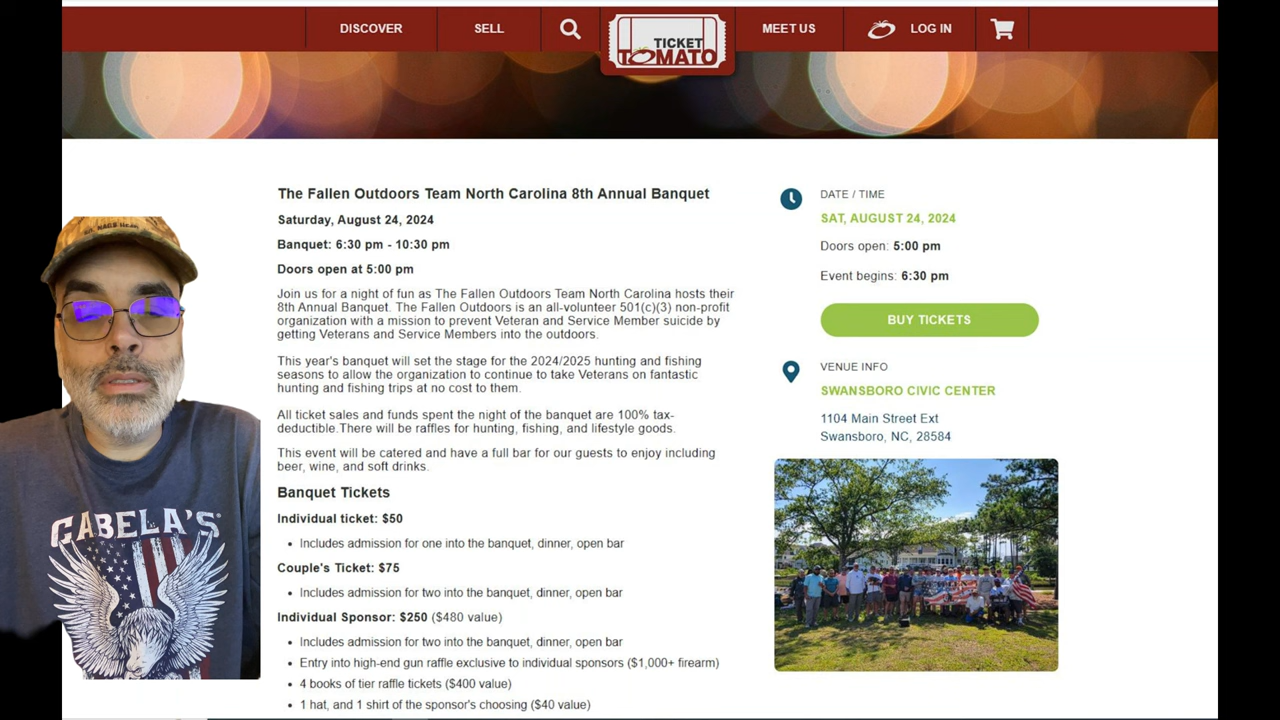 DISCOVER
SELL
TICKET
TOMATO
MEET US
LOG IN
The Fallen Outdoors Team North Carolina 8th Annual Banquet
Saturday, August 24, 2024
Banquet: 6:30 pm - 10:30 pm
Doors open at 5:00 pm
Join us for a night of fun as The Fallen Outdoors Team North Carolina hosts their
8th Annual Banquet. The Fallen Outdoors is an all-volunteer 501(c)(3) non-profit
organization with a mission to prevent Veteran and Service Member suicide by
getting Veterans and Service Members into the outdoors.
This year's banquet will set the stage for the 2024/2025 hunting and fishing
seasons to allow the organization to continue to take Veterans on fantastic
hunting and fishing trips at no cost to them.
All ticket sales and funds spent the night of the banquet are 100% tax-
deductible.There will be raffles for hunting, fishing, and lifestyle goods.
This event will be catered and have a full bar for our guests to enjoy including
beer, wine, and soft drinks.
Banquet Tickets
Individual ticket: $50
• Includes admission for one into the banquet, dinner, open bar
Couple's Ticket: $75
• Includes admission for two into the banquet, dinner, open bar
Individual Sponsor: $250 ($480 value)
• Includes admission for two into the banquet, dinner, open bar
• Entry into high-end gun raffle exclusive to individual sponsors ($1,000+ firearm)
• 4 books of tier raffle tickets ($400 value)
• 1 hat, and 1 shirt of the sponsor's choosing ($40 value)
DATE / TIME
SAT, AUGUST 24, 2024
Doors open: 5:00 pm
Event begins: 6:30 pm
BUY TICKETS
VENUE INFO
SWANSBORO CIVIC CENTER
1104 Main Street Ext
Swansboro, NC, 28584
CABELA'S